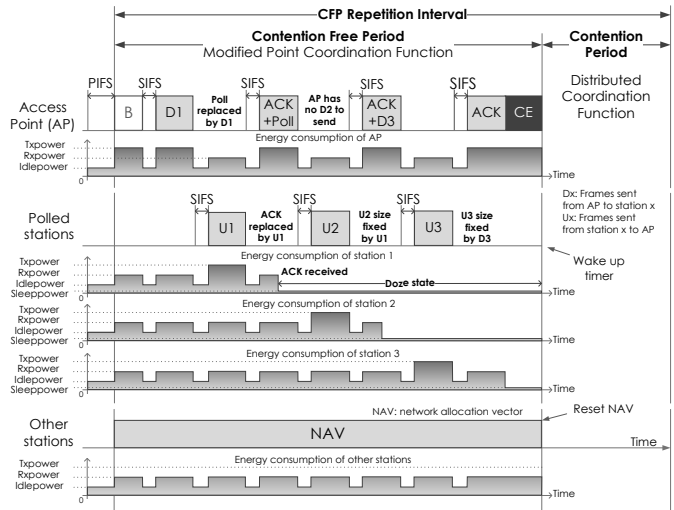 CFP Repetition Interval
Contention Free Period
Modified Point Coordination Function
Contention
Period
PIFS
SIFS
SIFS
SIFS
SIFS
Distributed
Coordination
Function
Access
Point (AP)
B
D1
Poll
replaced
by D1
ACK
+Poll
AP has
no D2 to
send
ACK
+D3
ACK
CE
Energy consumption of AP
Txpower
Rxpower
Idlepower
0
Time
Dx: Frames sent
from AP to station x
Ux: Frames sent
from station x to AP
SIFS
SIFS
SIFS
Polled
stations
U1
ACK
replaced
by U1
U2
U2 size
fixed
by U1
U3
U3 size
fixed
by D3
Wake up
timer
Energy consumption of station 1
Txpower
Rxpower
Idlepower
Sleeppower
0
ACK received
Doze state
Time
Energy consumption of station 2
Txpower
Rxpower
Idlepower
Sleeppower
0
Time
Energy consumption of station 3
Txpower
Rxpower
Idlepower
Sleeppower
0
Time
NAV: network allocation vector
Reset NAV
Other
stations
NAV
Time
Energy consumption of other stations
Txpower
Rxpower
Idlepower
0
Time